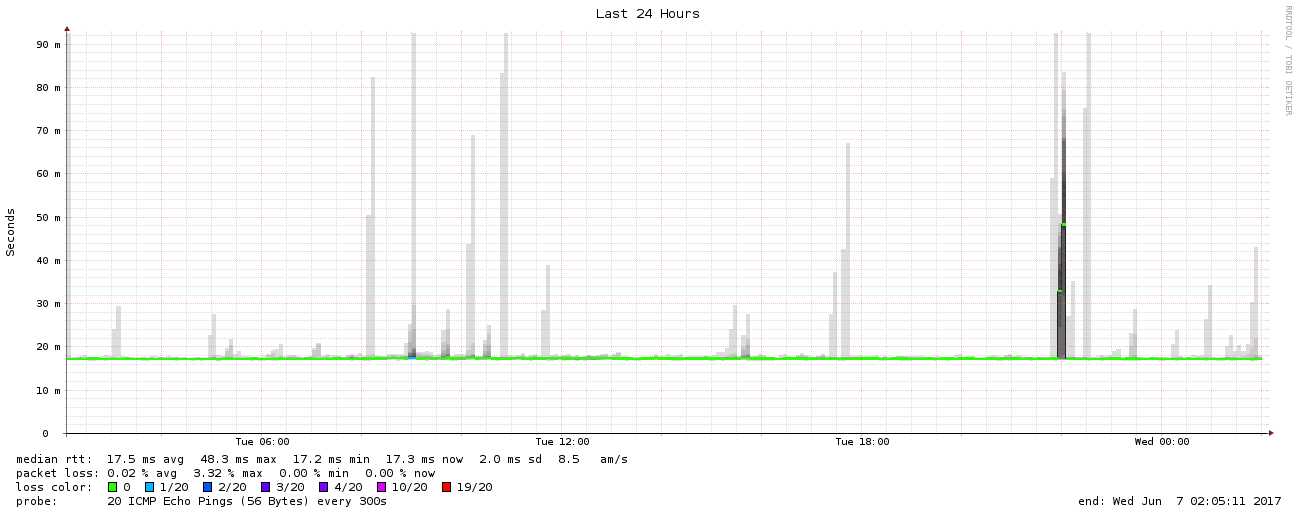 Last 24 Hours
RRDTOOL / TOBI OETIKER
Seconds
90 m
80 m
70 m
60 m
50 m
40 m
30 m
20 m
10 m
0
Tue 06:00 Tue 12:00 Tue 18:00 Wed 00:00
median rtt: 17.5 ms avg 48.3 ms max 17.2 ms min 17.3 ms now 2.0 ms sd 8.5 am/s
packet loss: 0.02 % avg 3.32 % max 0.00 % min 0.00 % now
loss color: 0 1/20 2/20 3/20 4/20 10/20 19/20
probe: 20 ICMP Echo Pings (56 Bytes) every 300s end: Wed Jun 7 02:05:11 2017